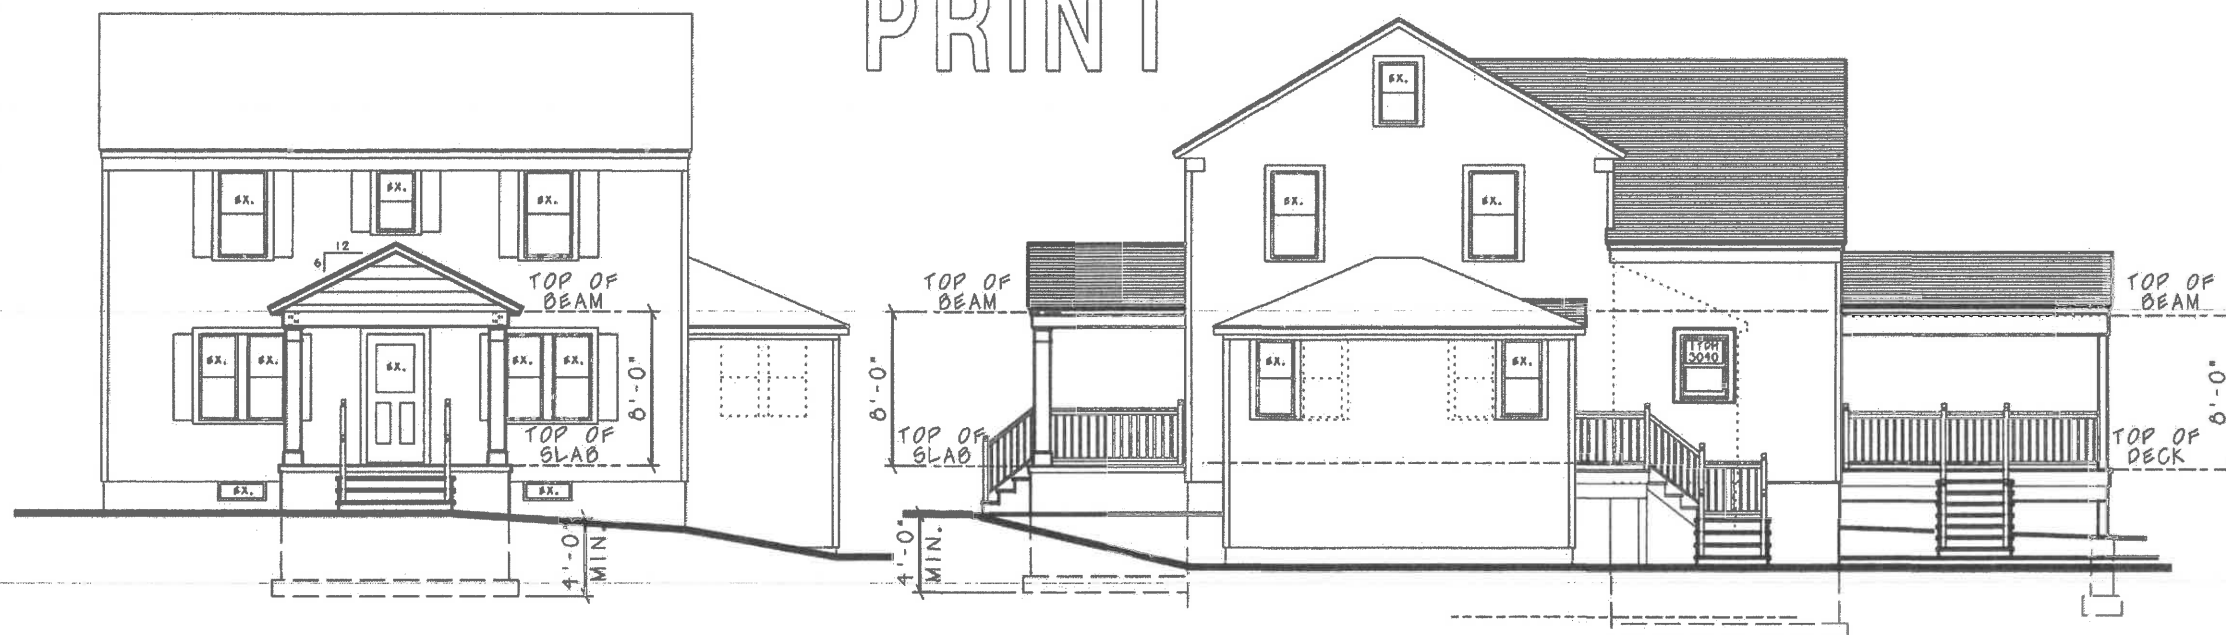 PRINT
EX.
EX.
EX.
12
6
TOP OF
BEAM
EX.
EX.
EX.
EX.
EX.
8'-0"
TOP OF
SLAB
EX.
EX.
4'-0"
MIN.
EX.
EX.
EX.
TOP OF
BEAM
8'-0"
TOP OF
SLAB
EX.
EX.
3040
TOP OF
BEAM
8'-0"
TOP OF
DECK
4'-0"
MIN.